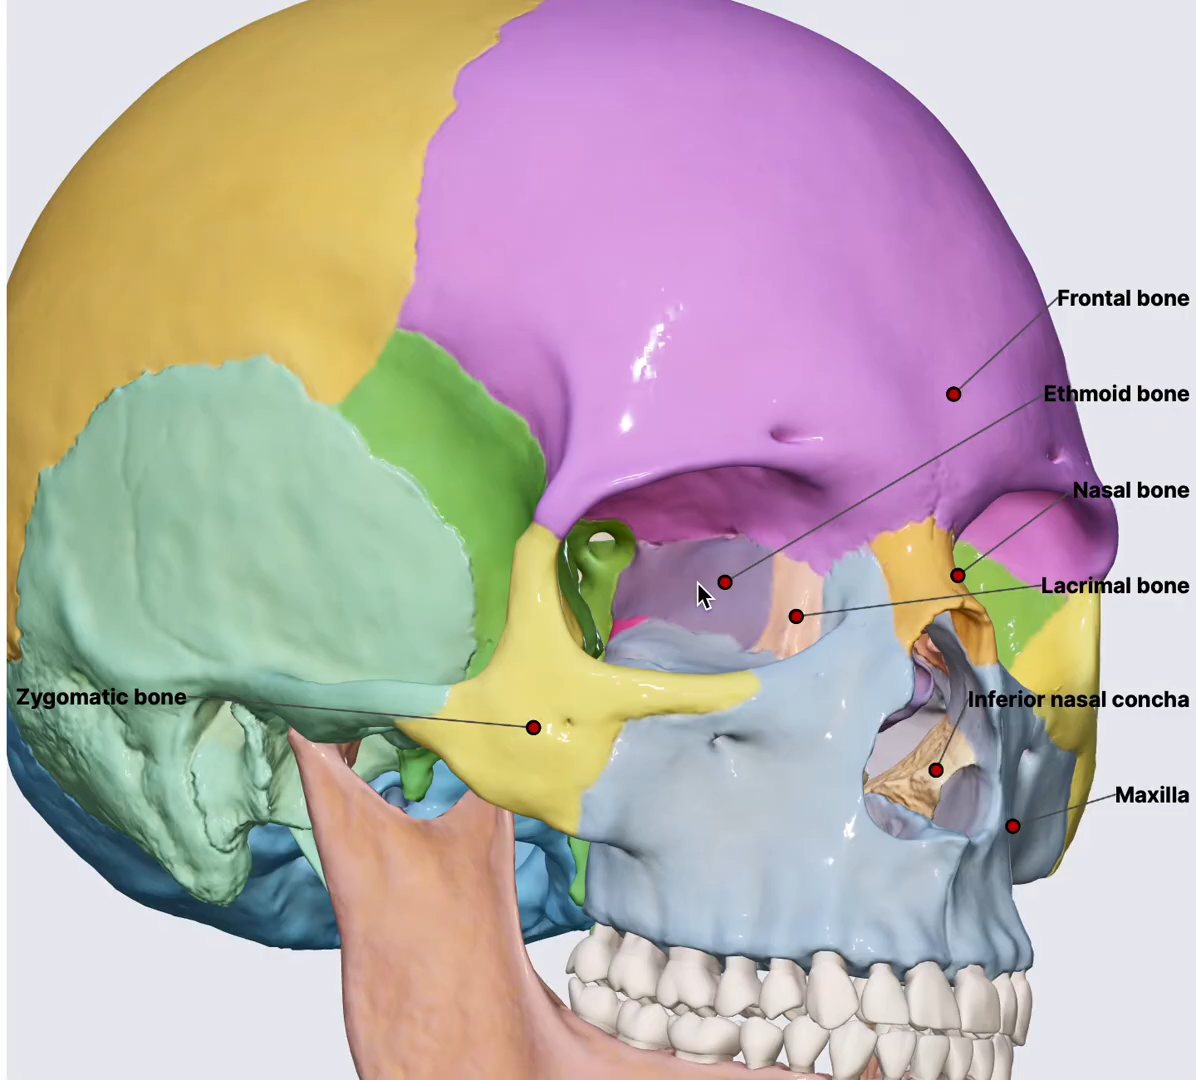 Frontal bone
Ethmoid bone
Nasal bone
Lacrimal bone
Zygomatic bone
Inferior nasal concha
Maxilla